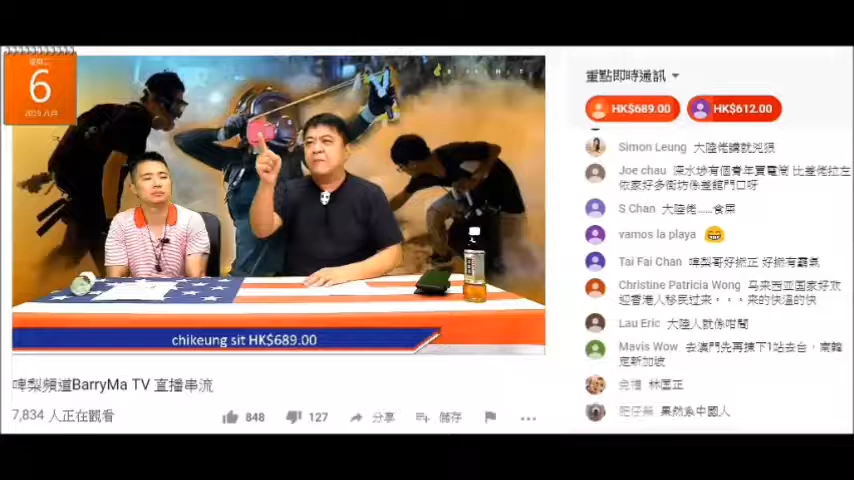 6
chikeung sit HK$689.00
啤梨頻道BarryMa TV 直播串流
7,834 人正在觀看
848
127
分享
儲存
重點即時通訊
HK$689.00
HK$612.00
Simon Leung 大陸佬講就兇狠
Joe chau 深水埗有個青年買電筒 比差佬拉左
依家好多街坊係差館門口呀
S Chan 大陸佬......食屎
vamos la playa
Tai Fai Chan 啤梨哥好撚正 好撚有霸氣
Christine Patricia Wong 马来西亚国家好欢
迎香港人移民过来。。。来的快温的快
Lau Eric 大陸人就係咁㗎
Mavis Wow 去澳門先再揀下1站去台，南韓
定新加坡
林匡正
肥仔榮 果然系中國人